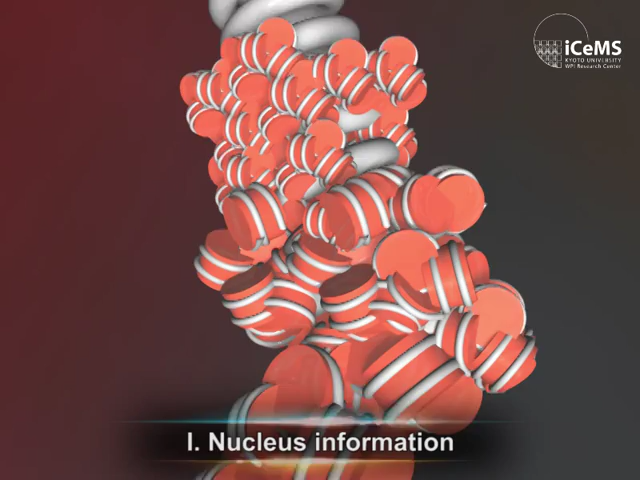 iCeMS
KYOTO UNIVERSITY
WPI Research Center
I. Nucleus information